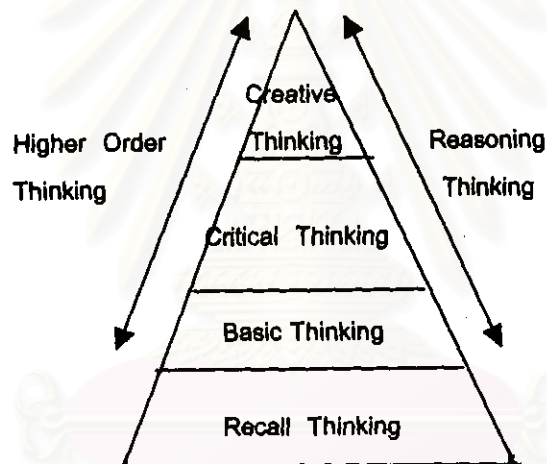 Creative
Thinking
Higher Order
Thinking
Reasoning
Thinking
Critical Thinking
Basic Thinking
Recall Thinking